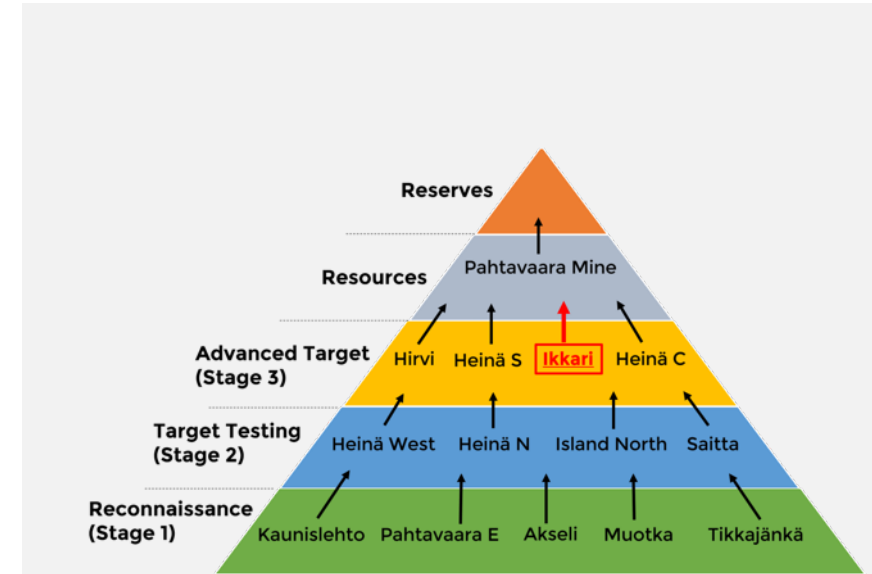 Reserves
Resources
Pahtavaara Mine
Advanced Target
(Stage 3)
Hirvi
Heinä S
Ikkari
Heinä C
Target Testing
(Stage 2)
Heinä West
Heinä N
Island North
Saitta
Reconnaissance
(Stage 1)
Kaunislehto
Pahtavaara E
Akseli
Muotka
Tikkajänkä